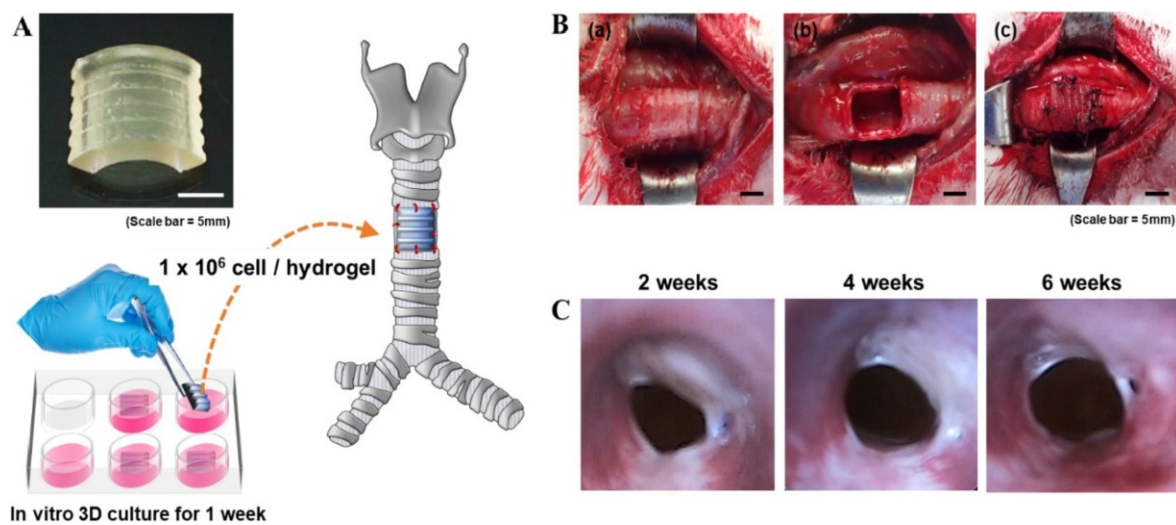 A
(Scale bar = 5mm)
1 x 10⁶ cell / hydrogel
In vitro 3D culture for 1 week
B
(a)
(b)
(c)
(Scale bar = 5mm)
C
2 weeks
4 weeks
6 weeks